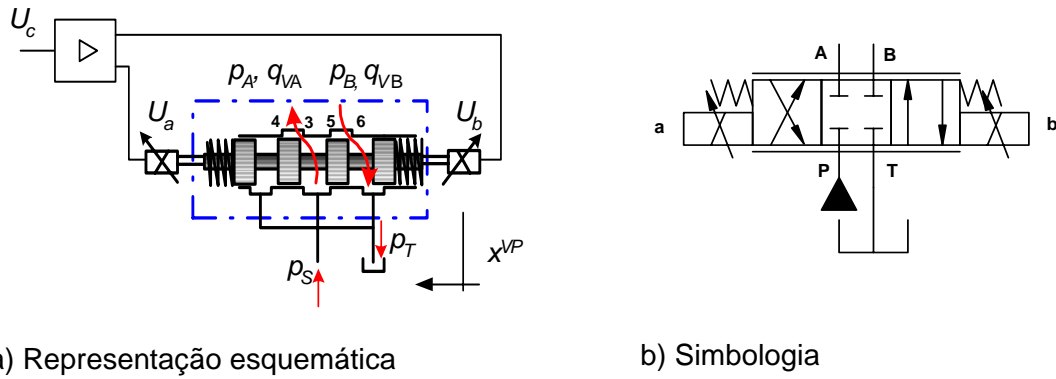 U_c
p_A, q_VA p_B, q_VB
U_a
U_b
4 3 5 6
p_T
x^VP
p_S
a) Representação esquemática
A B
a
b
P T
b) Simbologia